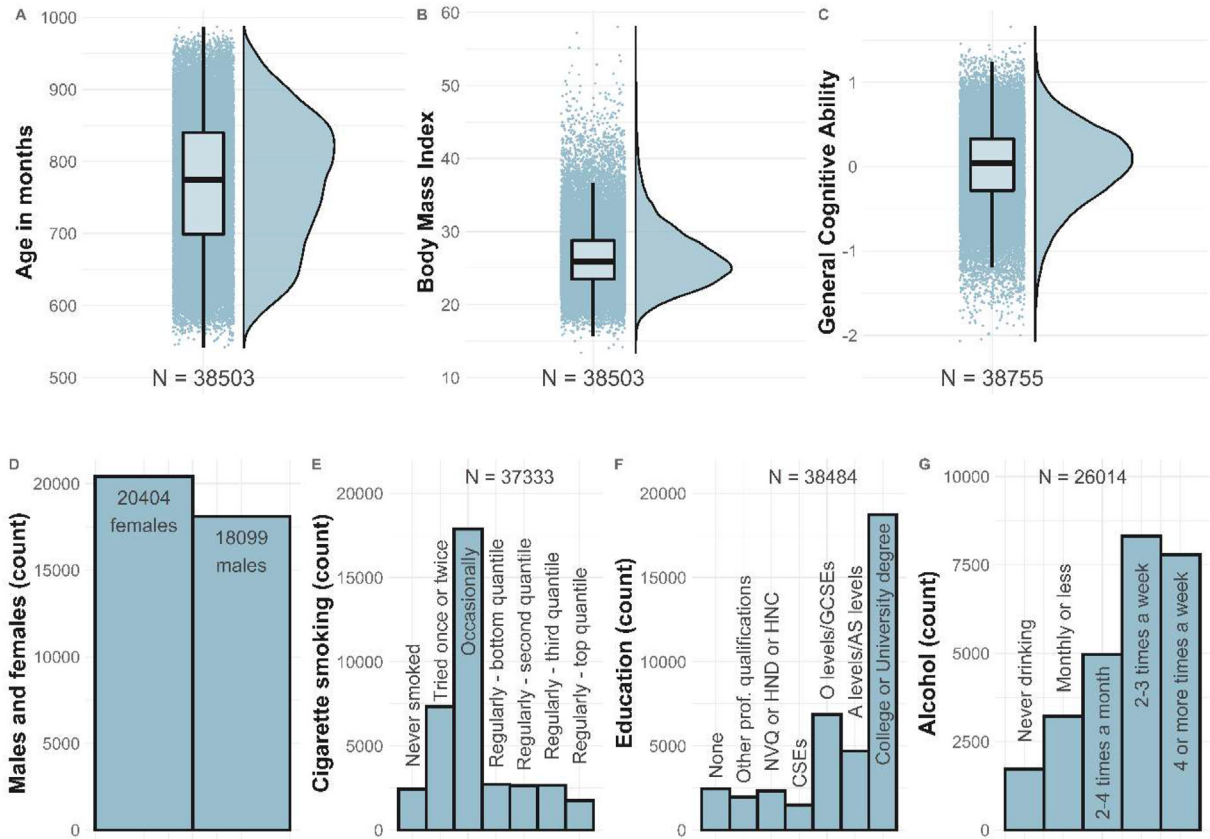 A
Age in months
1000
900
800
700
600
500
N = 38503
B
Body Mass Index
60
50
40
30
20
10
N = 38503
C
General Cognitive Ability
1
0
-1
-2
N = 38755
D
Males and females (count)
20000
15000
10000
5000
0
20404
females
18099
males
E
Cigarette smoking (count)
N = 37333
20000
15000
10000
5000
0
Never smoked
Tried once or twice
Occasionally
Regularly - bottom quantile
Regularly - second quantile
Regularly - third quantile
Regularly - top quantile
F
Education (count)
N = 38484
20000
15000
10000
5000
0
None
Other prof. qualifications
NVQ or HND or HNC
CSEs
O levels/GCSEs
A levels/AS levels
College or University degree
G
Alcohol (count)
N = 26014
10000
7500
5000
2500
0
Never drinking
Monthly or less
2-4 times a month
2-3 times a week
4 or more times a week